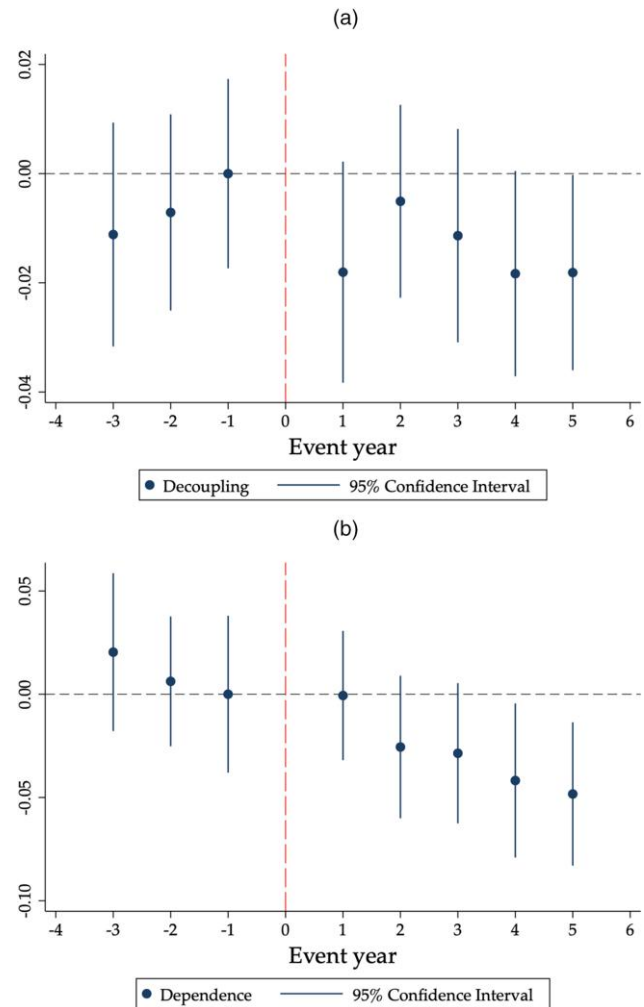 (a)
0.02
0.00
-0.02
-0.04
-4 -3 -2 -1 0 1 2 3 4 5 6
Event year
Decoupling 95% Confidence Interval
(b)
0.05
0.00
-0.05
-0.10
-4 -3 -2 -1 0 1 2 3 4 5 6
Event year
Dependence 95% Confidence Interval